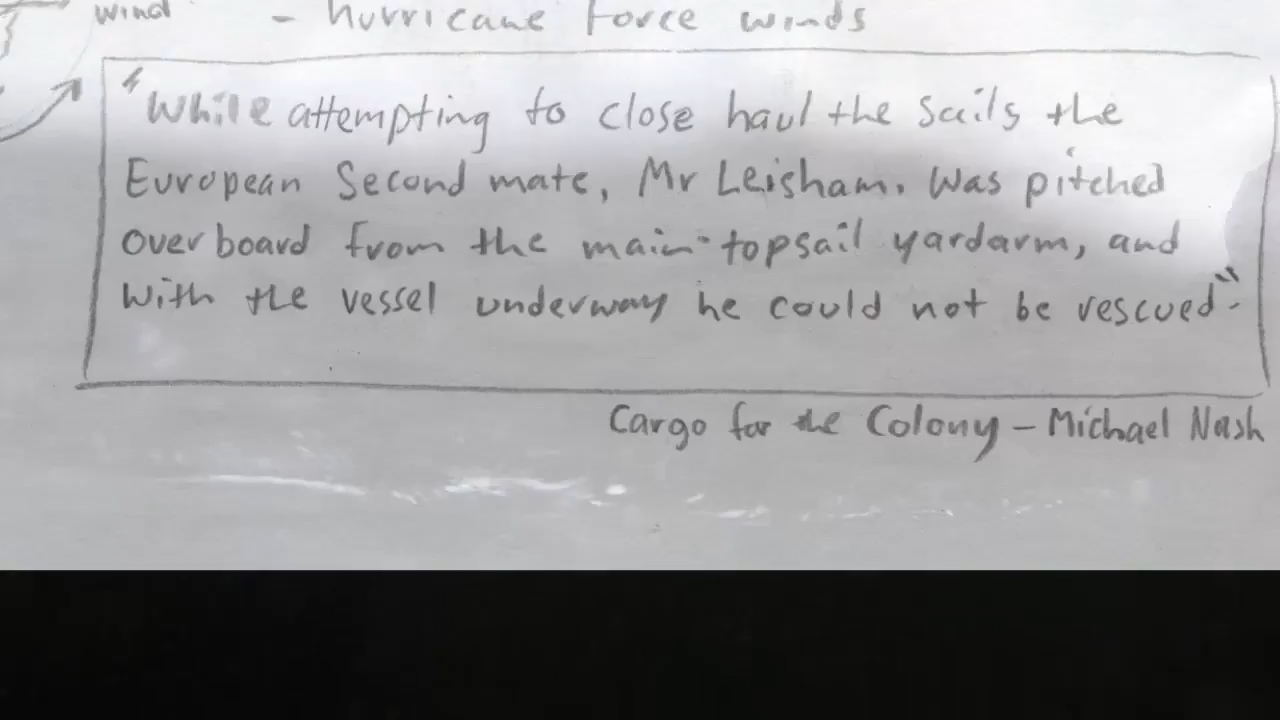 wind - hurricane force winds
"While attempting to close haul the sails the
European Second mate, Mr Leisham. Was pitched
overboard from the main-topsail yardarm, and
with the vessel underway he could not be rescued".
Cargo for the Colony - Michael Nash